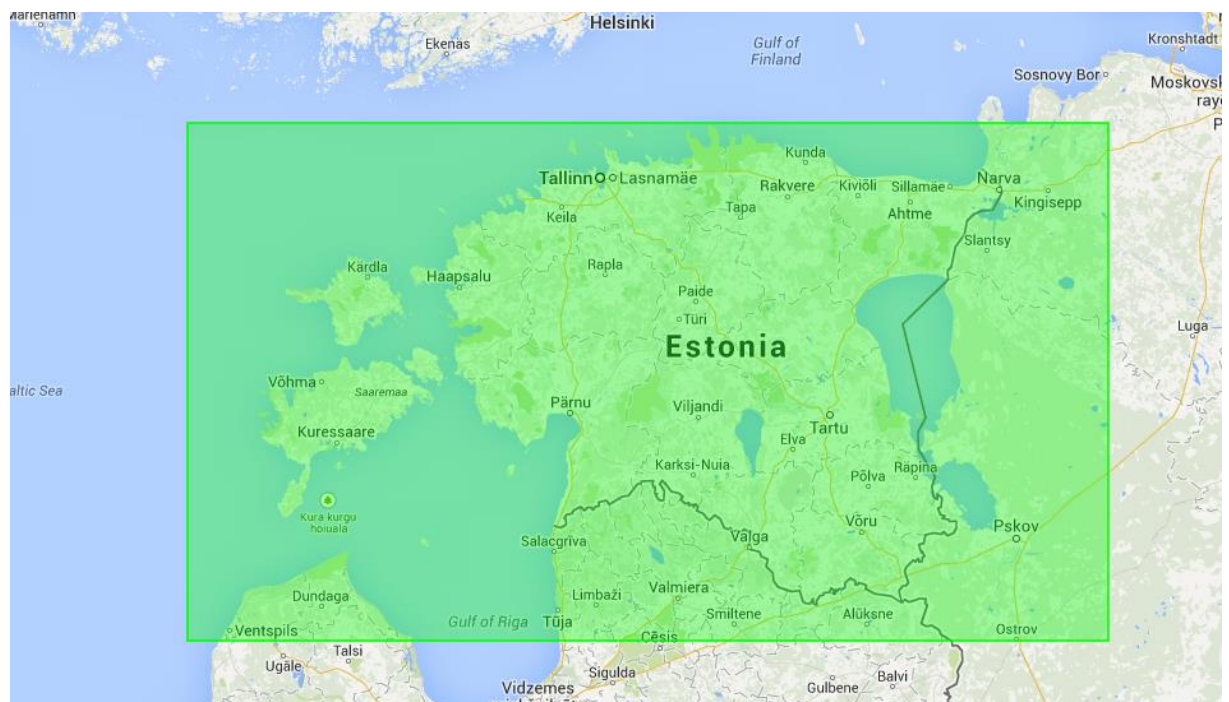 Helsinki
Ekenas
Gulf of
Finland
Kronshtadt
Sosnovy Bor
Kunda
Tallinn
Lasnamäe
Rakvere
Kiviõli
Sillamäe
Narva
Keila
Tapa
Ahtme
Kingisepp
Slantsy
Kärdla
Haapsalu
Rapla
Paide
Türi
Luga
Estonia
Võhma
Saaremaa
altic Sea
Pärnu
Viljandi
Tartu
Kuressaare
Elva
Karksi-Nuia
Põlva
Räpina
Kura kurgu
hoiuala
Võru
Pskov
Salacgrīva
Valga
Dundaga
Limbaži
Valmiera
Smiltene
Alūksne
Gulf of Riga
Tūja
Ventspils
Cēsis
Ostrov
Talsi
Ugāle
Sigulda
Balvi
Vidzemes
Gulbene